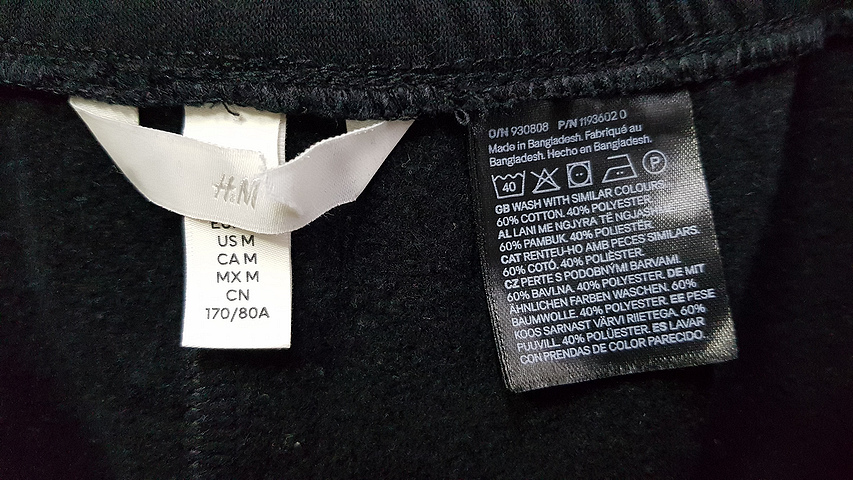 H&M
US M
CA M
MX M
CN
170/80A
O/N 930808 P/N 1193602 0
Made in Bangladesh. Fabriqué au
Bangladesh. Hecho en Bangladesh.
40
P
GB WASH WITH SIMILAR COLOURS.
60% COTTON. 40% POLYESTER.
AL LANI ME NGJYRA TË NGJASHME.
60% PAMBUK. 40% POLIESTËR.
CAT RENTEU-HO AMB PECES SIMILARS.
60% COTÓ. 40% POLIÈSTER.
CZ PERTE S PODOBNÝMI BARVAMI.
60% BAVLNA. 40% POLYESTER. DE MIT
ÄHNLICHEN FARBEN WASCHEN. 60%
BAUMWOLLE. 40% POLYESTER. EE PESE
KOOS SARNAST VÄRVI RIIETEGA. 60%
PUUVILL. 40% POLÜESTER. ES LAVAR
CON PRENDAS DE COLOR PARECIDO.